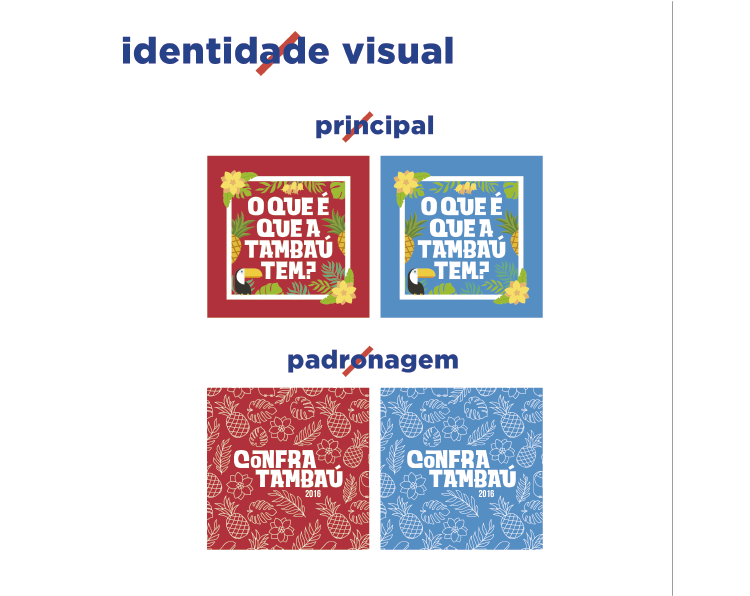 identidade visual
principal
O QUE É
QUE A
TAMBAÚ
TEM?
O QUE É
QUE A
TAMBAÚ
TEM?
padronagem
CONFRA
TAMBAÚ
2016
CONFRA
TAMBAÚ
2016